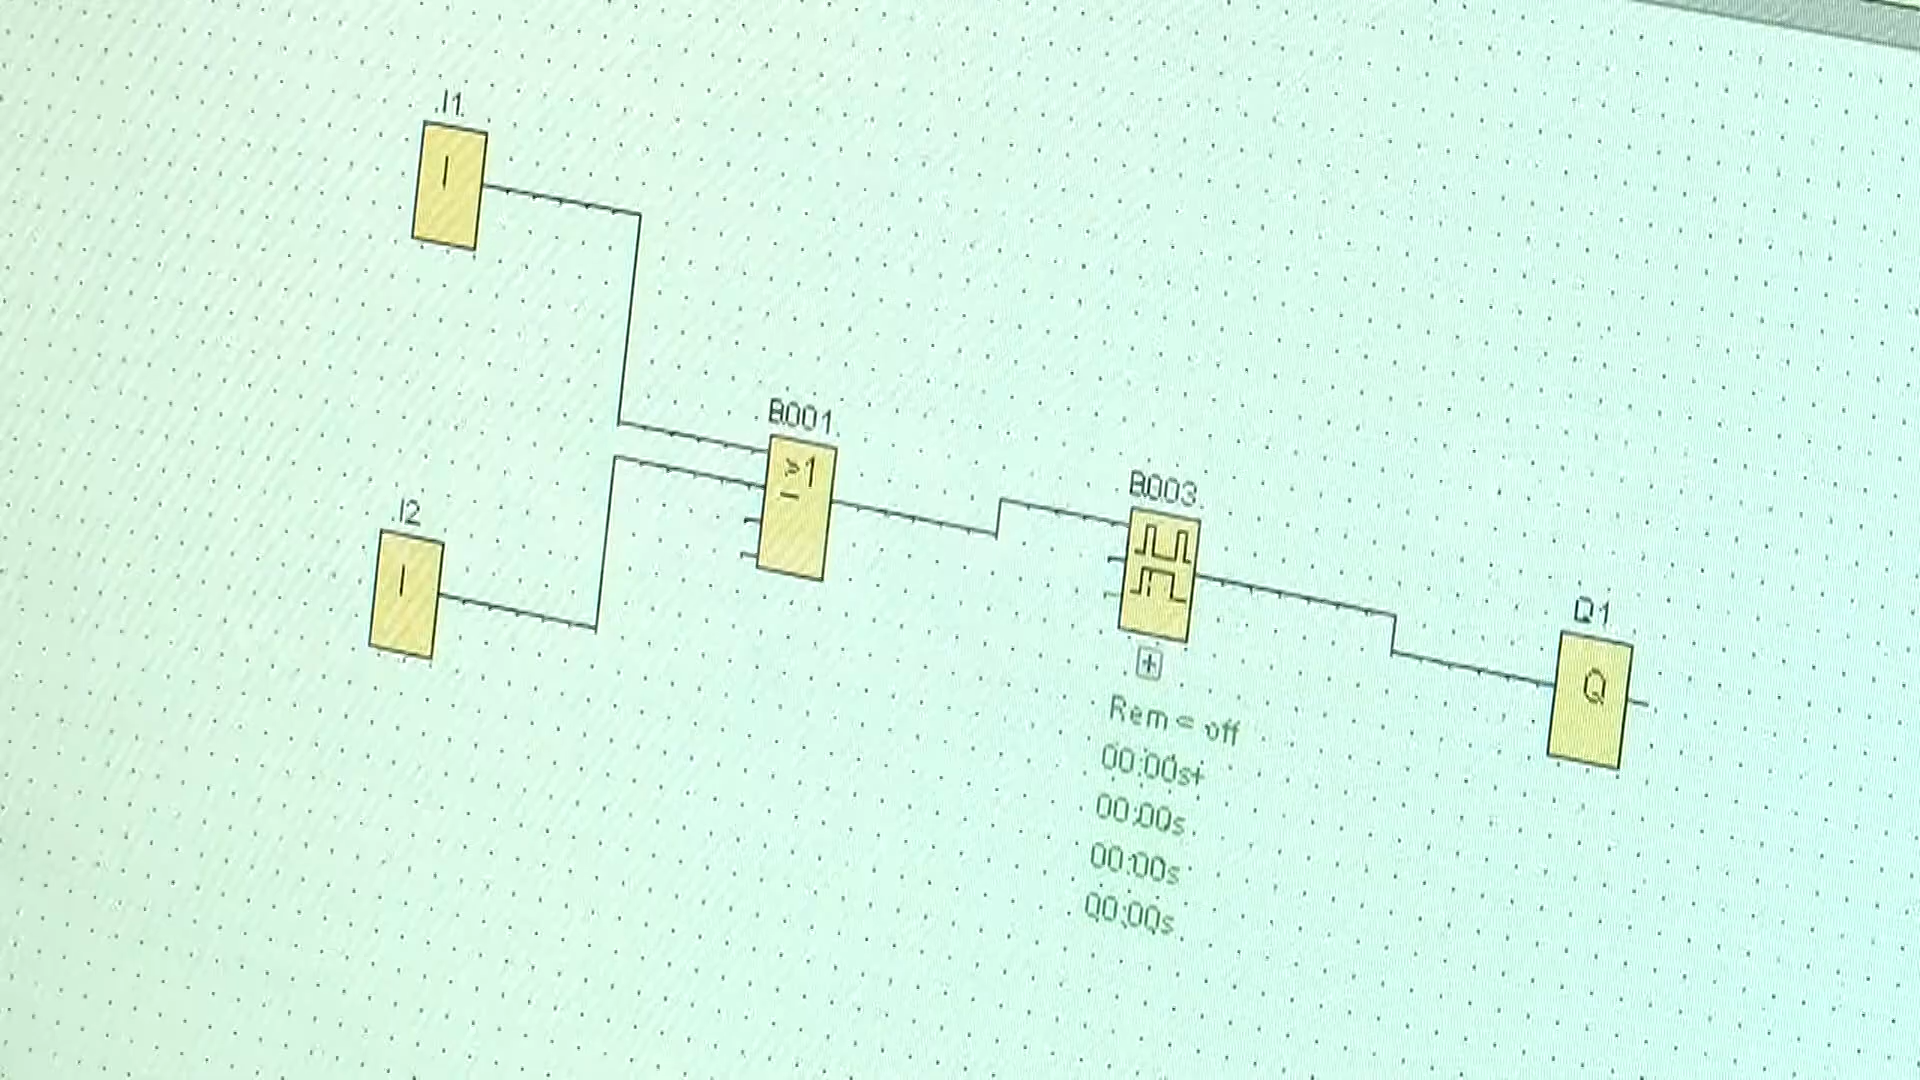 I1
I
B001
≥1
I2
I
B003
Q1
Q
Rem = off
00:00s+
00:00s
00:00s
00:00s